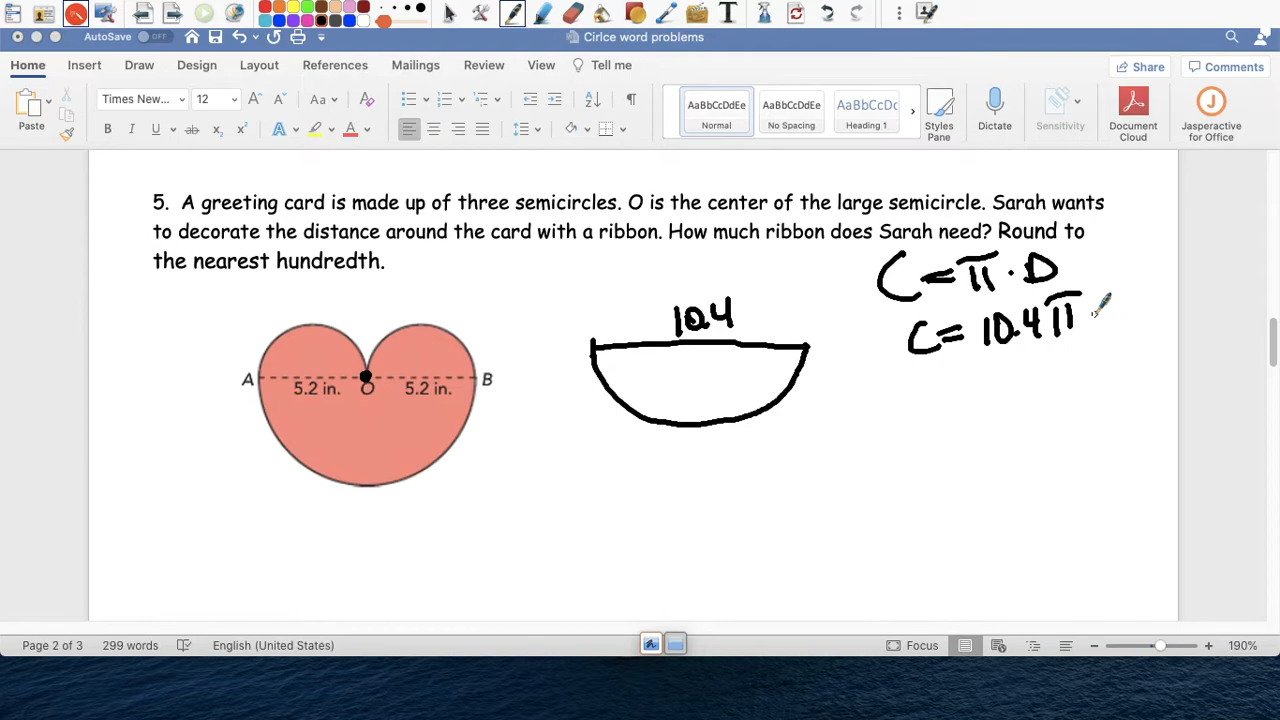 AutoSave OFF
Cirlce word problems
Home Insert Draw Design Layout References Mailings Review View Tell me Share Comments
Times New... 12
Aa
Paste
AaBbCcDdEe AaBbCcDdEe AaBbCcDc
Normal No Spacing Heading 1
Styles Pane
Dictate
Sensitivity
Document Cloud
Jasperactive for Office
5. A greeting card is made up of three semicircles. O is the center of the large semicircle. Sarah wants
to decorate the distance around the card with a ribbon. How much ribbon does Sarah need? Round to
the nearest hundredth.
C = π · D
10.4
C = 10.4π
A B
5.2 in. O 5.2 in.
Page 2 of 3 299 words English (United States) Focus 190%